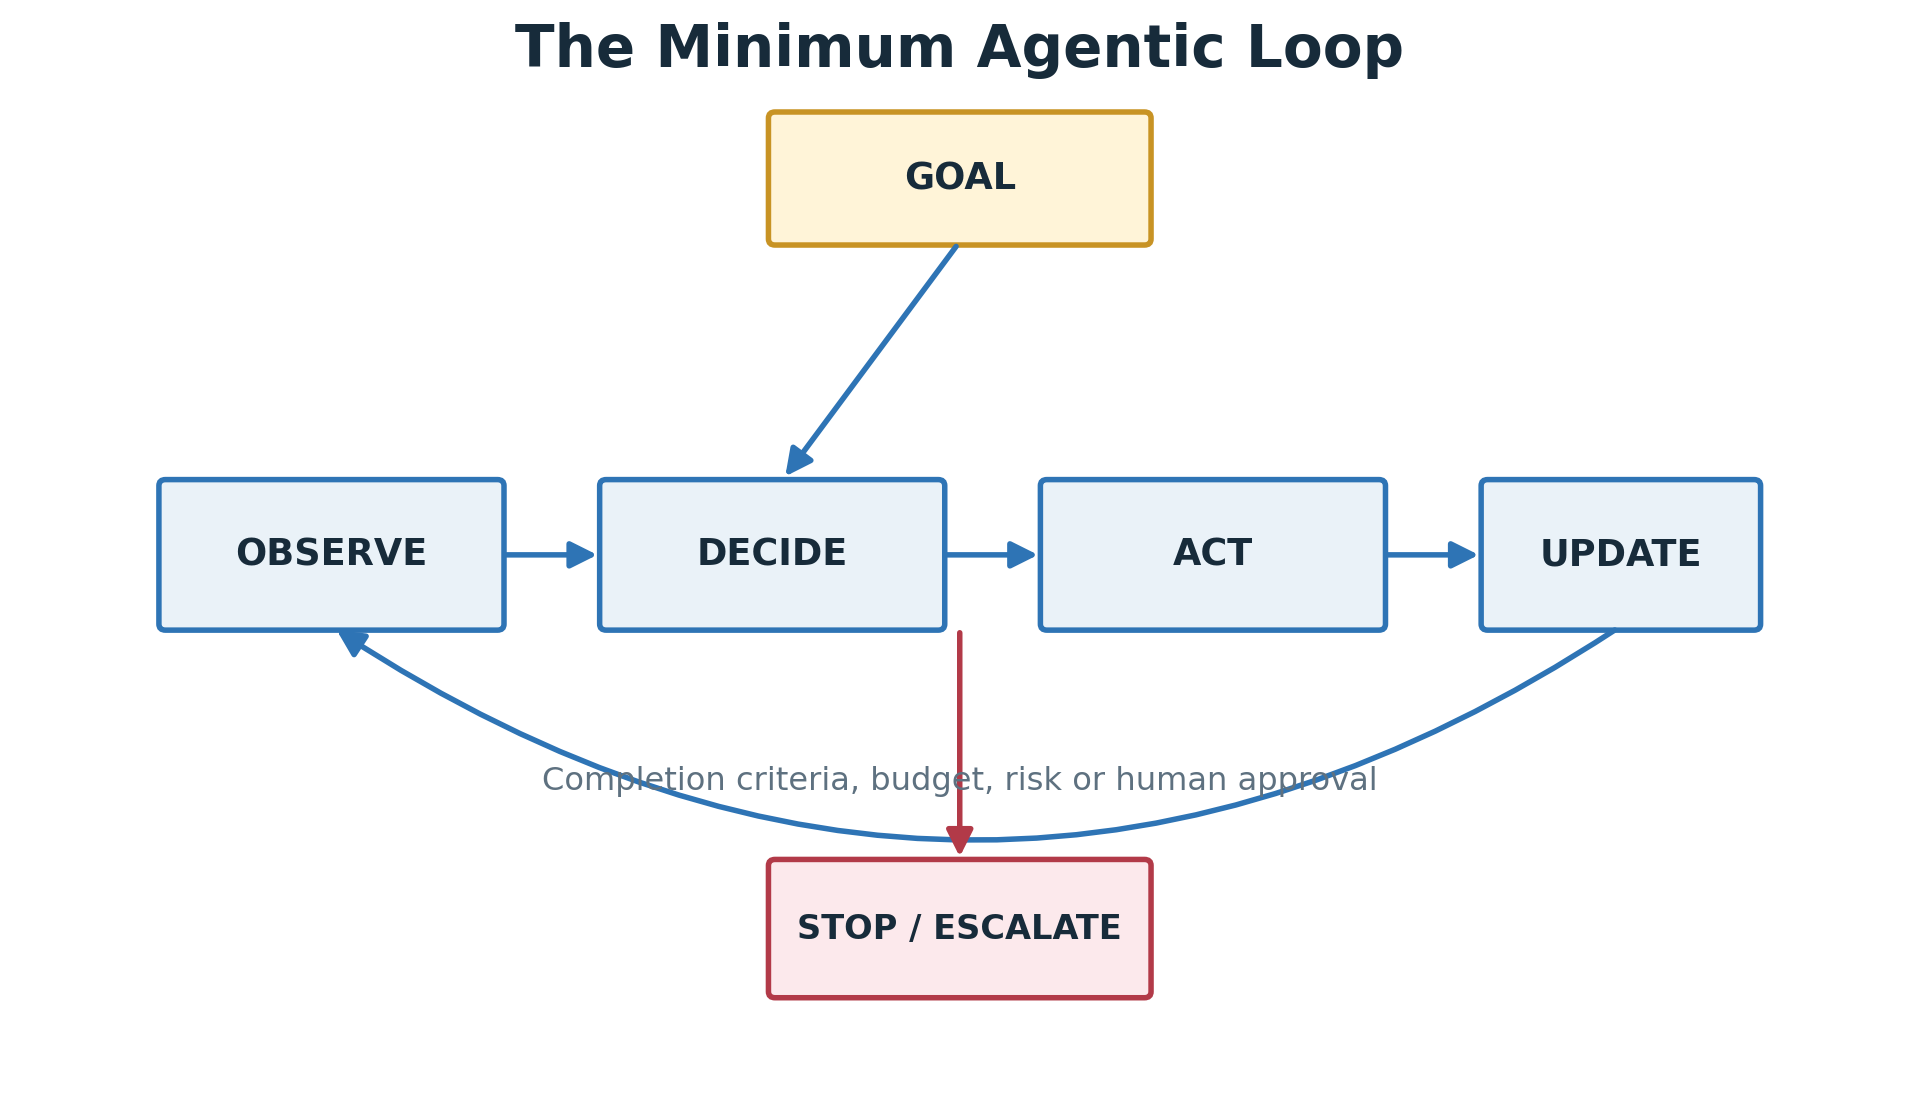 The Minimum Agentic Loop
GOAL
OBSERVE
DECIDE
ACT
UPDATE
Completion criteria, budget, risk or human approval
STOP / ESCALATE